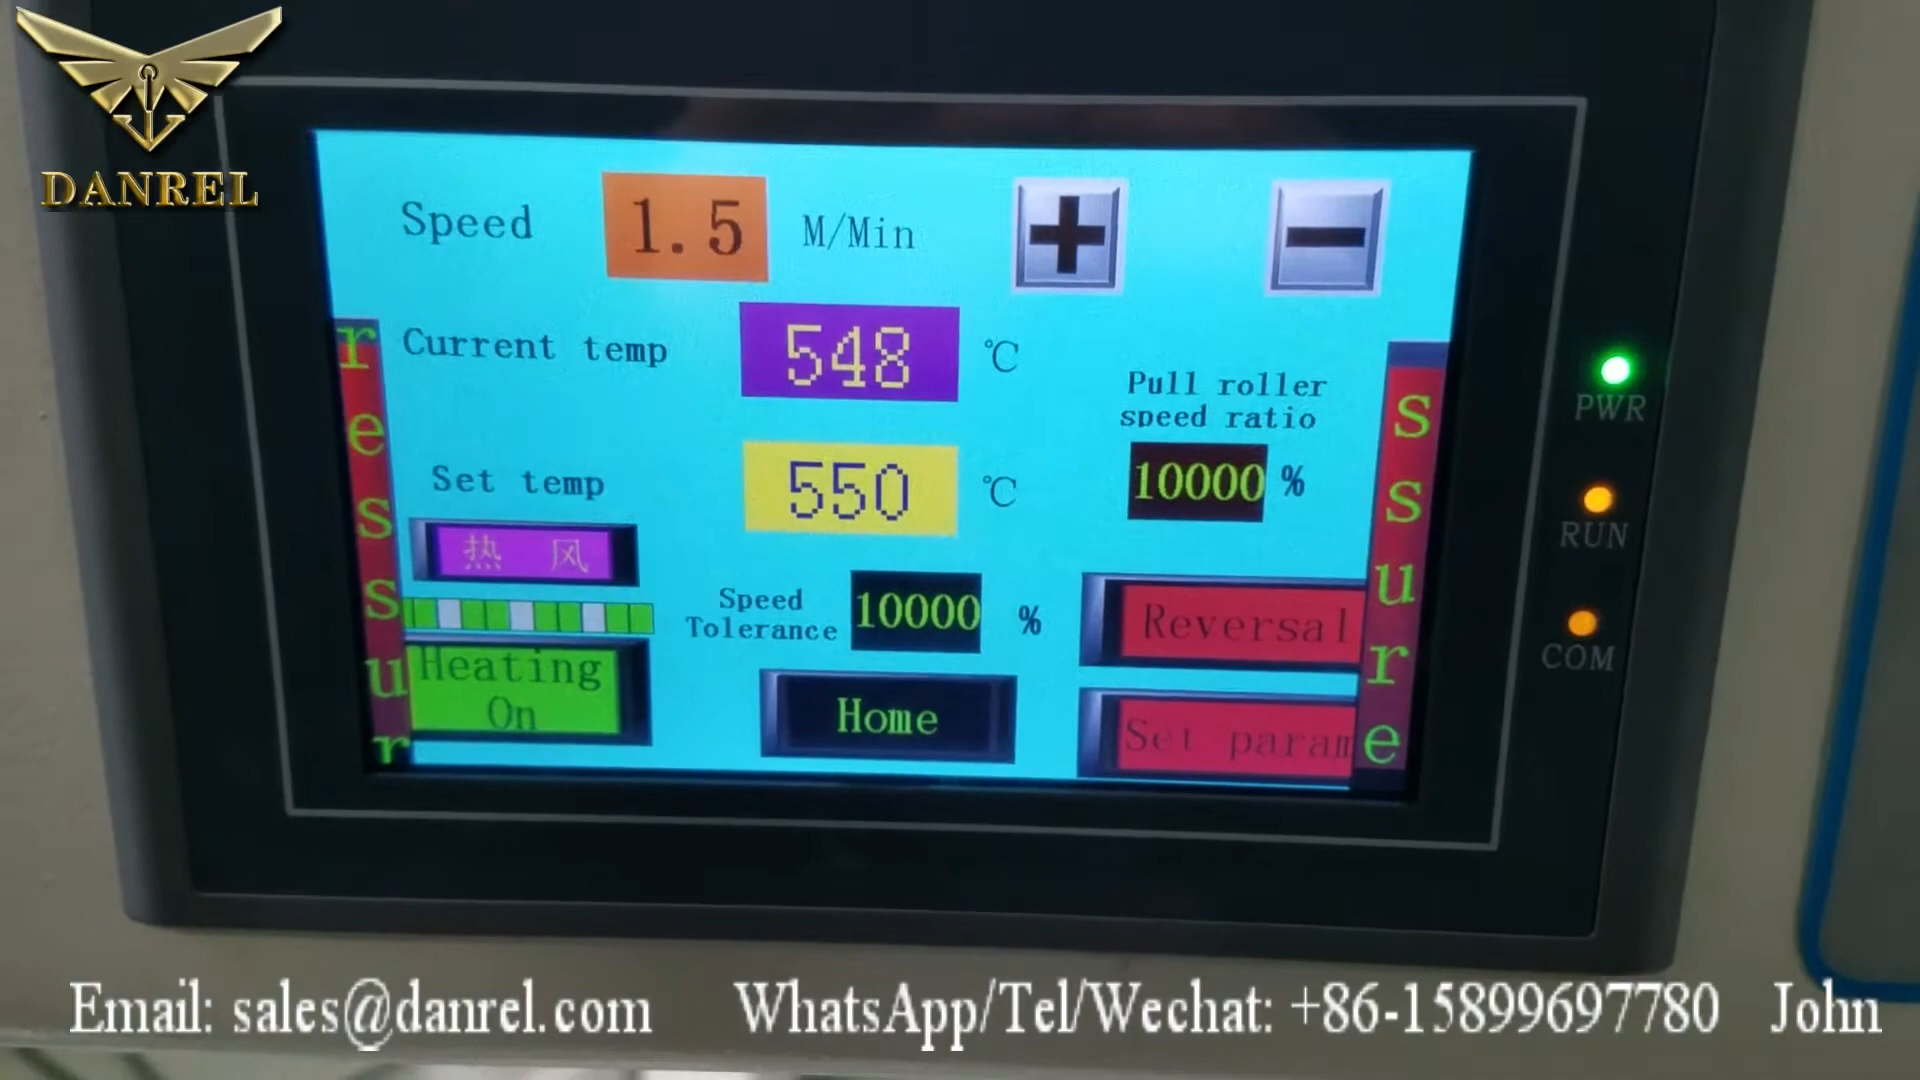 DANREL
Speed 1.5 M/Min + −
Current temp 548 ℃
Pull roller
speed ratio
10000 %
Set temp 550 ℃
热 风
Speed
Tolerance
10000 %
Heating
On
Home
Reversal
Set param
ressur
ssure
PWR
RUN
COM
Email: sales@danrel.com WhatsApp/Tel/Wechat: +86-15899697780 John